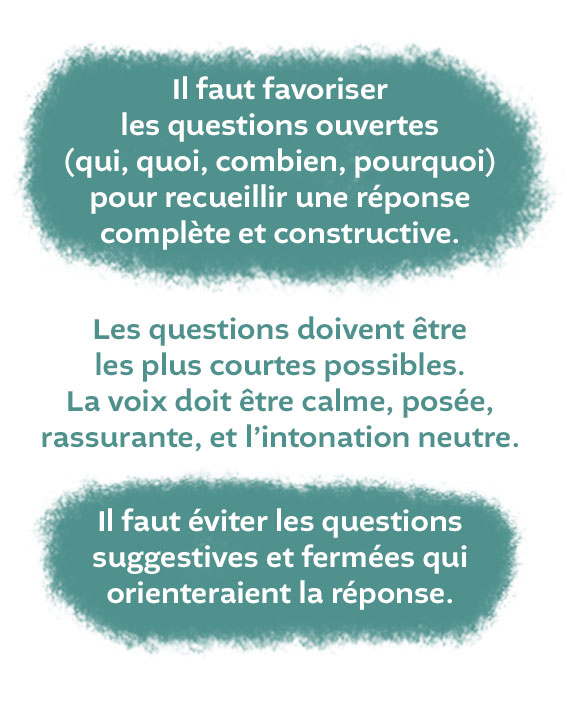 Il faut favoriser
les questions ouvertes
(qui, quoi, combien, pourquoi)
pour recueillir une réponse
complète et constructive.
Les questions doivent être
les plus courtes possibles.
La voix doit être calme, posée,
rassurante, et l’intonation neutre.
Il faut éviter les questions
suggestives et fermées qui
orienteraient la réponse.